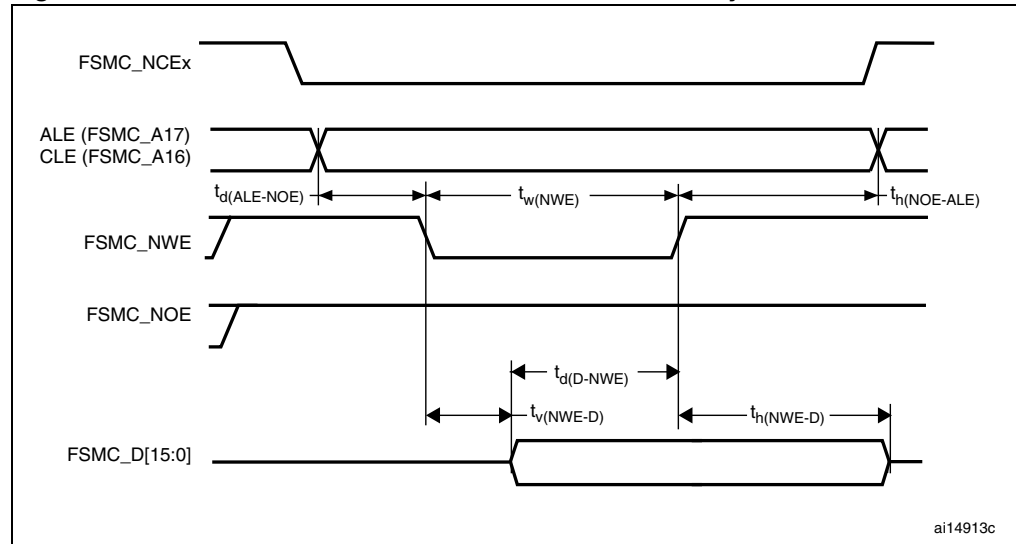 FSMC_NCEx
ALE (FSMC_A17)
CLE (FSMC_A16)
td(ALE-NOE)
tw(NWE)
th(NOE-ALE)
FSMC_NWE
FSMC_NOE
td(D-NWE)
tv(NWE-D)
th(NWE-D)
FSMC_D[15:0]
ai14913c